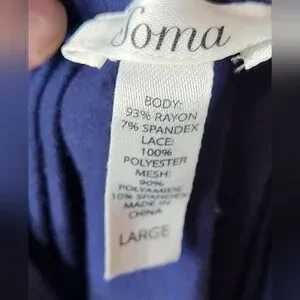 Soma
BODY:
93% RAYON
7% SPANDEX
LACE:
100%
POLYESTER
MESH:
90%
POLYAMIDE
10% SPANDEX
MADE IN
CHINA
LARGE